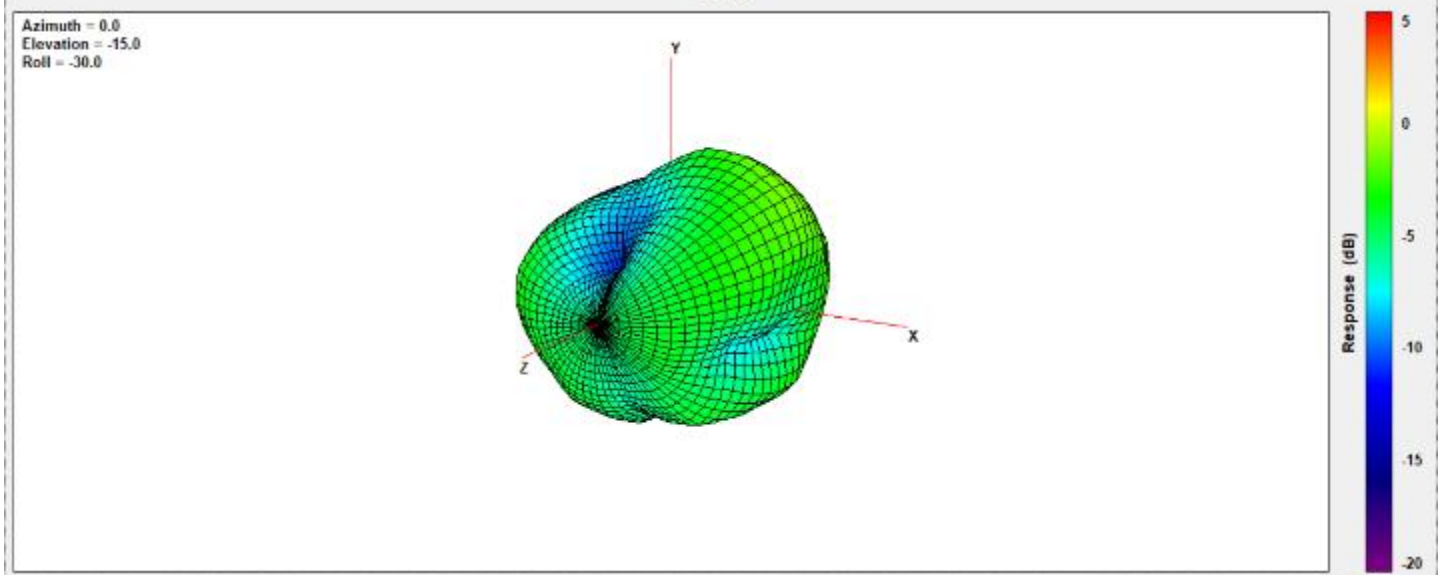 Azimuth = 0.0
Elevation = -15.0
Roll = -30.0
Y
X
Z
5
0
-5
-10
-15
-20
Response (dB)